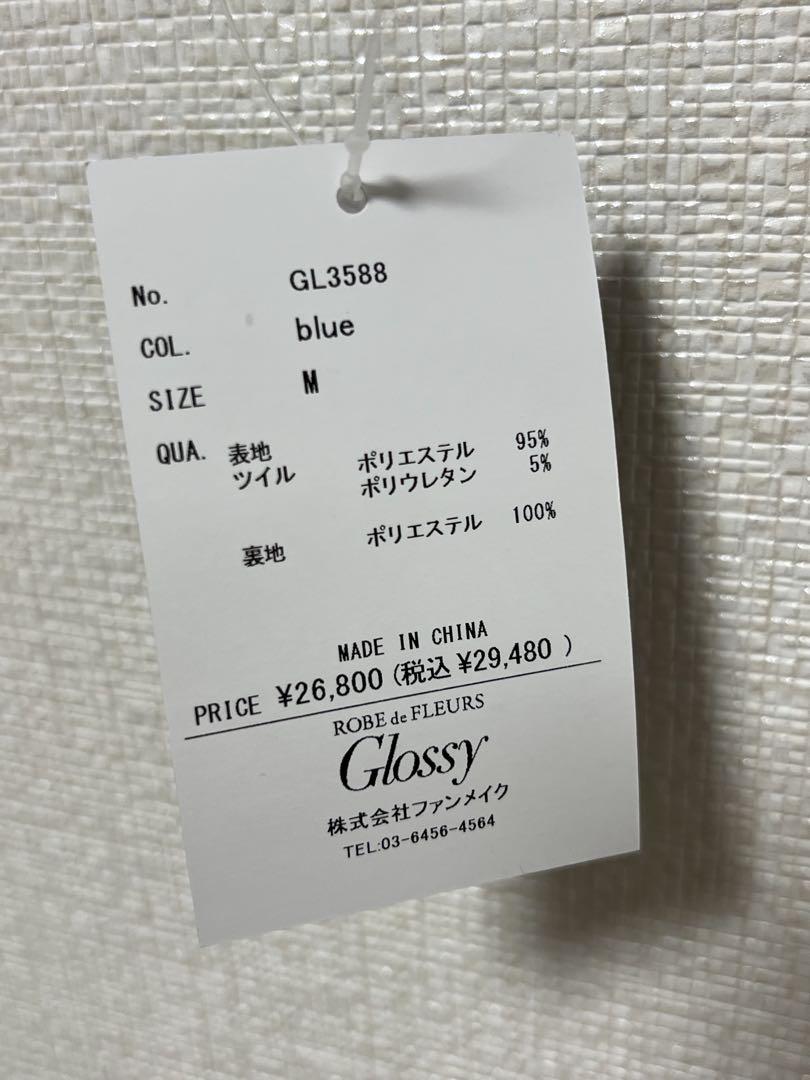 No. GL3588
COL. blue
SIZE M
QUA. 表地 ポリエステル 95%
ツイル ポリウレタン 5%
裏地 ポリエステル 100%
MADE IN CHINA
PRICE ¥26,800 (税込 ¥29,480 )
ROBE de FLEURS
Glossy
株式会社ファンメイク
TEL:03-6456-4564